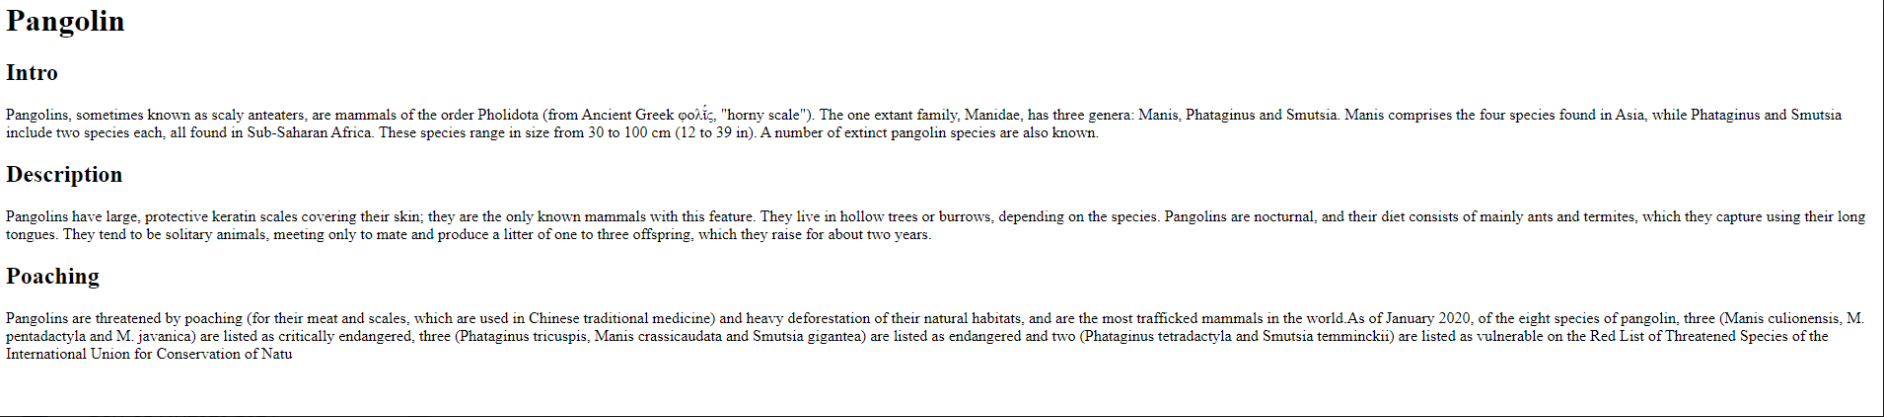 Pangolin
Intro
Pangolins, sometimes known as scaly anteaters, are mammals of the order Pholidota (from Ancient Greek φολῐ́ς, "horny scale"). The one extant family, Manidae, has three genera: Manis, Phataginus and Smutsia. Manis comprises the four species found in Asia, while Phataginus and Smutsia
include two species each, all found in Sub-Saharan Africa. These species range in size from 30 to 100 cm (12 to 39 in). A number of extinct pangolin species are also known.
Description
Pangolins have large, protective keratin scales covering their skin; they are the only known mammals with this feature. They live in hollow trees or burrows, depending on the species. Pangolins are nocturnal, and their diet consists of mainly ants and termites, which they capture using their long
tongues. They tend to be solitary animals, meeting only to mate and produce a litter of one to three offspring, which they raise for about two years.
Poaching
Pangolins are threatened by poaching (for their meat and scales, which are used in Chinese traditional medicine) and heavy deforestation of their natural habitats, and are the most trafficked mammals in the world.As of January 2020, of the eight species of pangolin, three (Manis culionensis, M.
pentadactyla and M. javanica) are listed as critically endangered, three (Phataginus tricuspis, Manis crassicaudata and Smutsia gigantea) are listed as endangered and two (Phataginus tetradactyla and Smutsia temminckii) are listed as vulnerable on the Red List of Threatened Species of the
International Union for Conservation of Natu